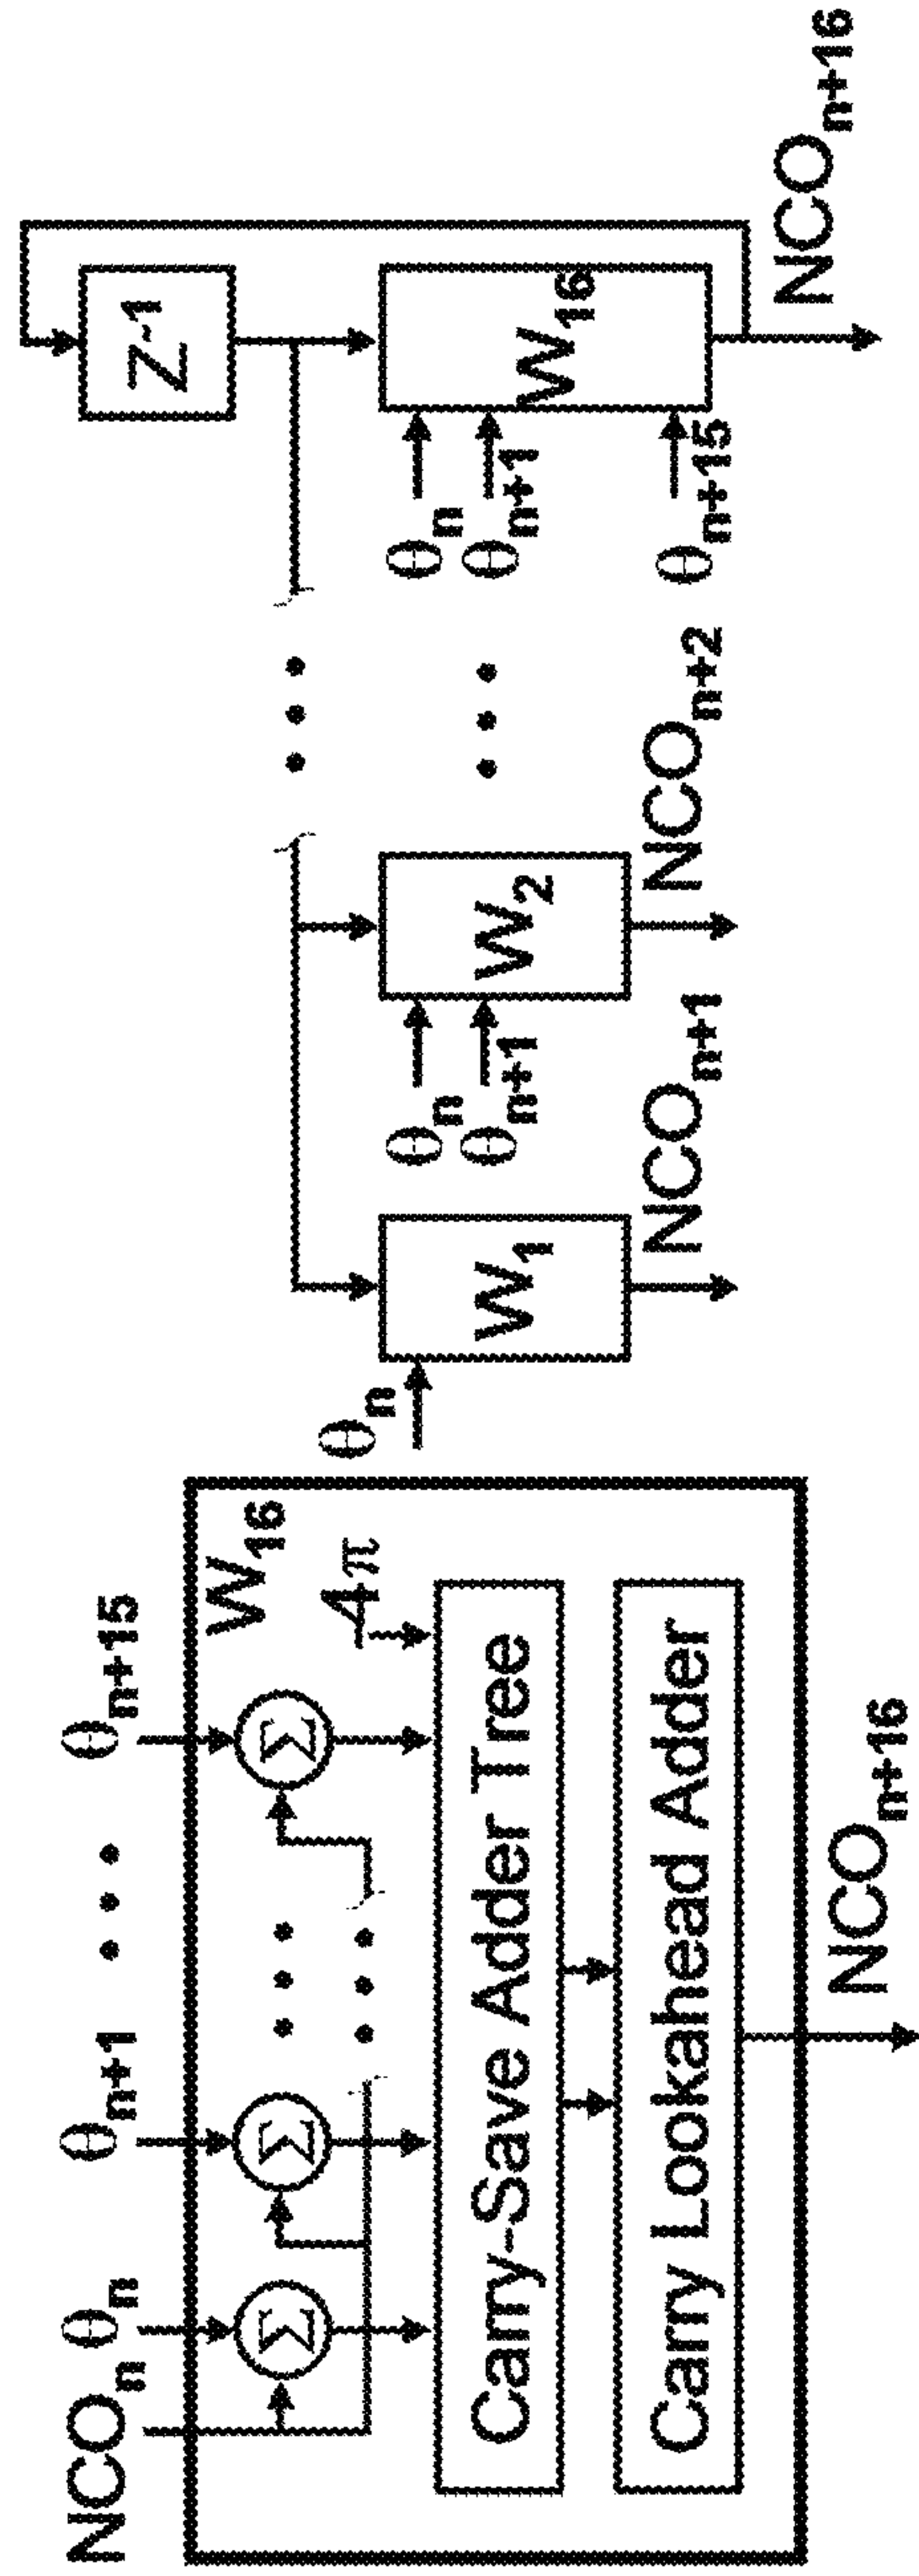 NCOₙ θₙ θₙ₊₁ • • • θₙ₊₁₅
W₁₆
Σ Σ • • • Σ
4π
• • •
Carry-Save Adder Tree
Carry Lookahead Adder
NCOₙ₊₁₆
Z⁻¹
• • •
θₙ
W₁
NCOₙ₊₁
θₙ
θₙ₊₁
W₂
NCOₙ₊₂
• • •
θₙ
θₙ₊₁
θₙ₊₁₅
W₁₆
NCOₙ₊₁₆